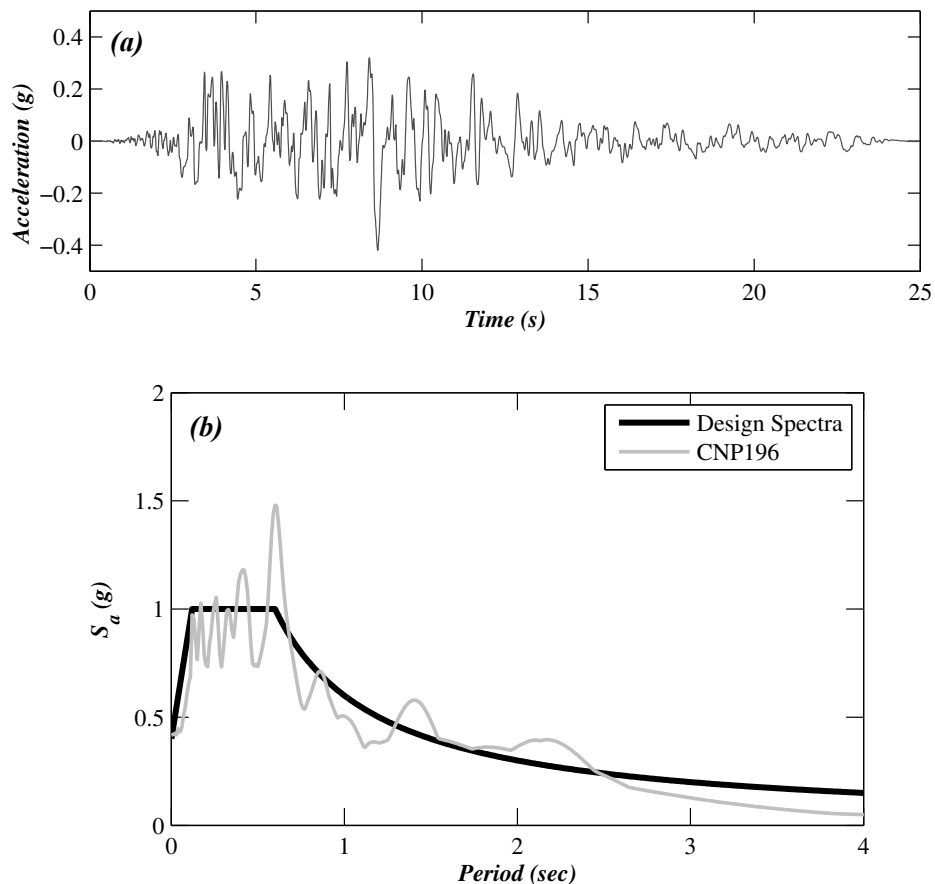 (a)
0.4
0.2
0
−0.2
−0.4
Acceleration (g)
0 5 10 15 20 25
Time (s)
(b)
Design Spectra
CNP196
2
1.5
1
0.5
0
S_a (g)
0 1 2 3 4
Period (sec)